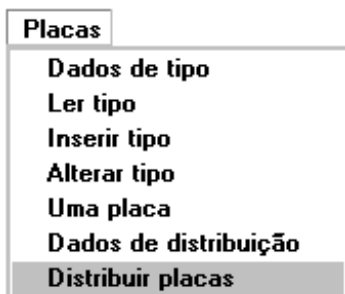 Placas
Dados de tipo
Ler tipo
Inserir tipo
Alterar tipo
Uma placa
Dados de distribuição
Distribuir placas